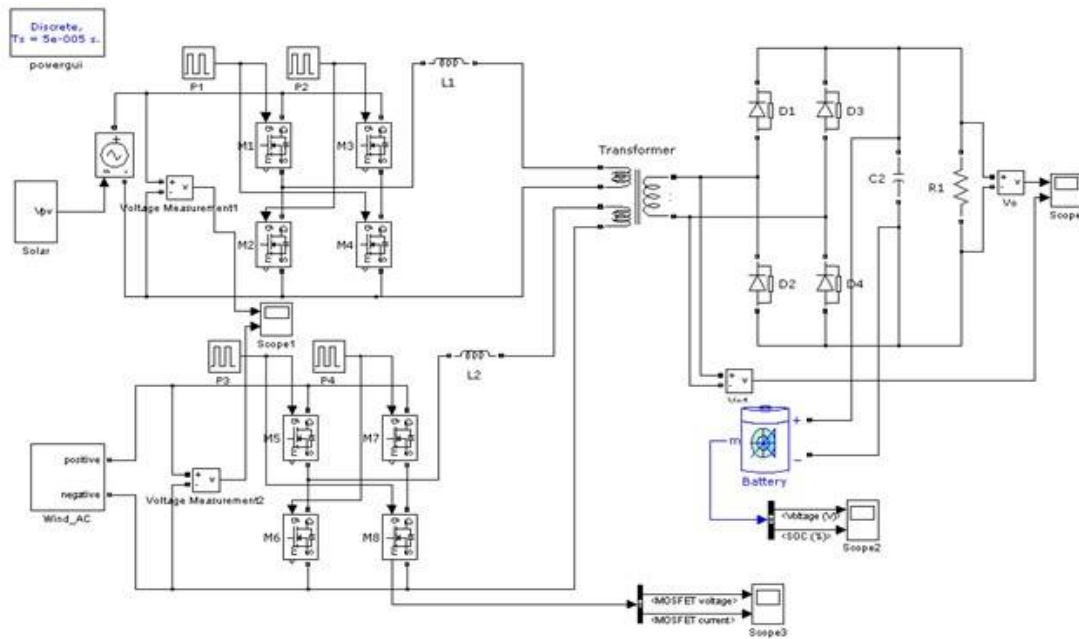 Discrete,
Ts = 5e-005 s.
powergui
P1
P2
L1
M1
M3
D1
D3
Transformer
Vpv
Solar
Voltage Measurement1
C2
R1
Vo
Scope
M2
M4
D2
D4
Scope1
P3
P4
L2
M5
M7
positive
negative
Wind_AC
Voltage Measurement2
m
+
−
Battery
M6
M8
<Voltage (V)>
<SOC (%)>
Scope2
<MOSFET voltage>
<MOSFET current>
Scope3